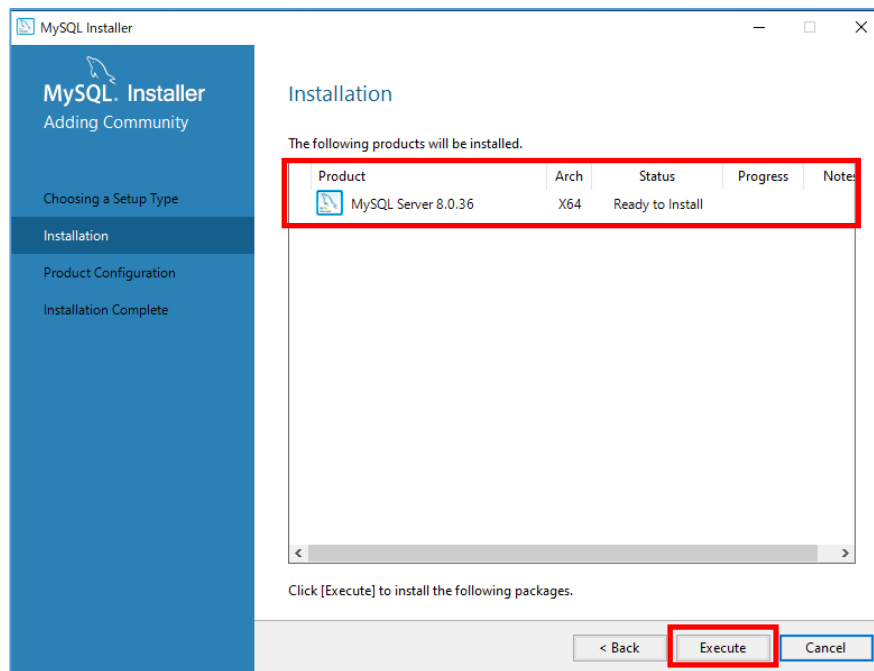 MySQL Installer
MySQL. Installer
Adding Community
Choosing a Setup Type
Installation
Product Configuration
Installation Complete
Installation
The following products will be installed.
Product Arch Status Progress Notes
MySQL Server 8.0.36 X64 Ready to Install
Click [Execute] to install the following packages.
< Back Execute Cancel